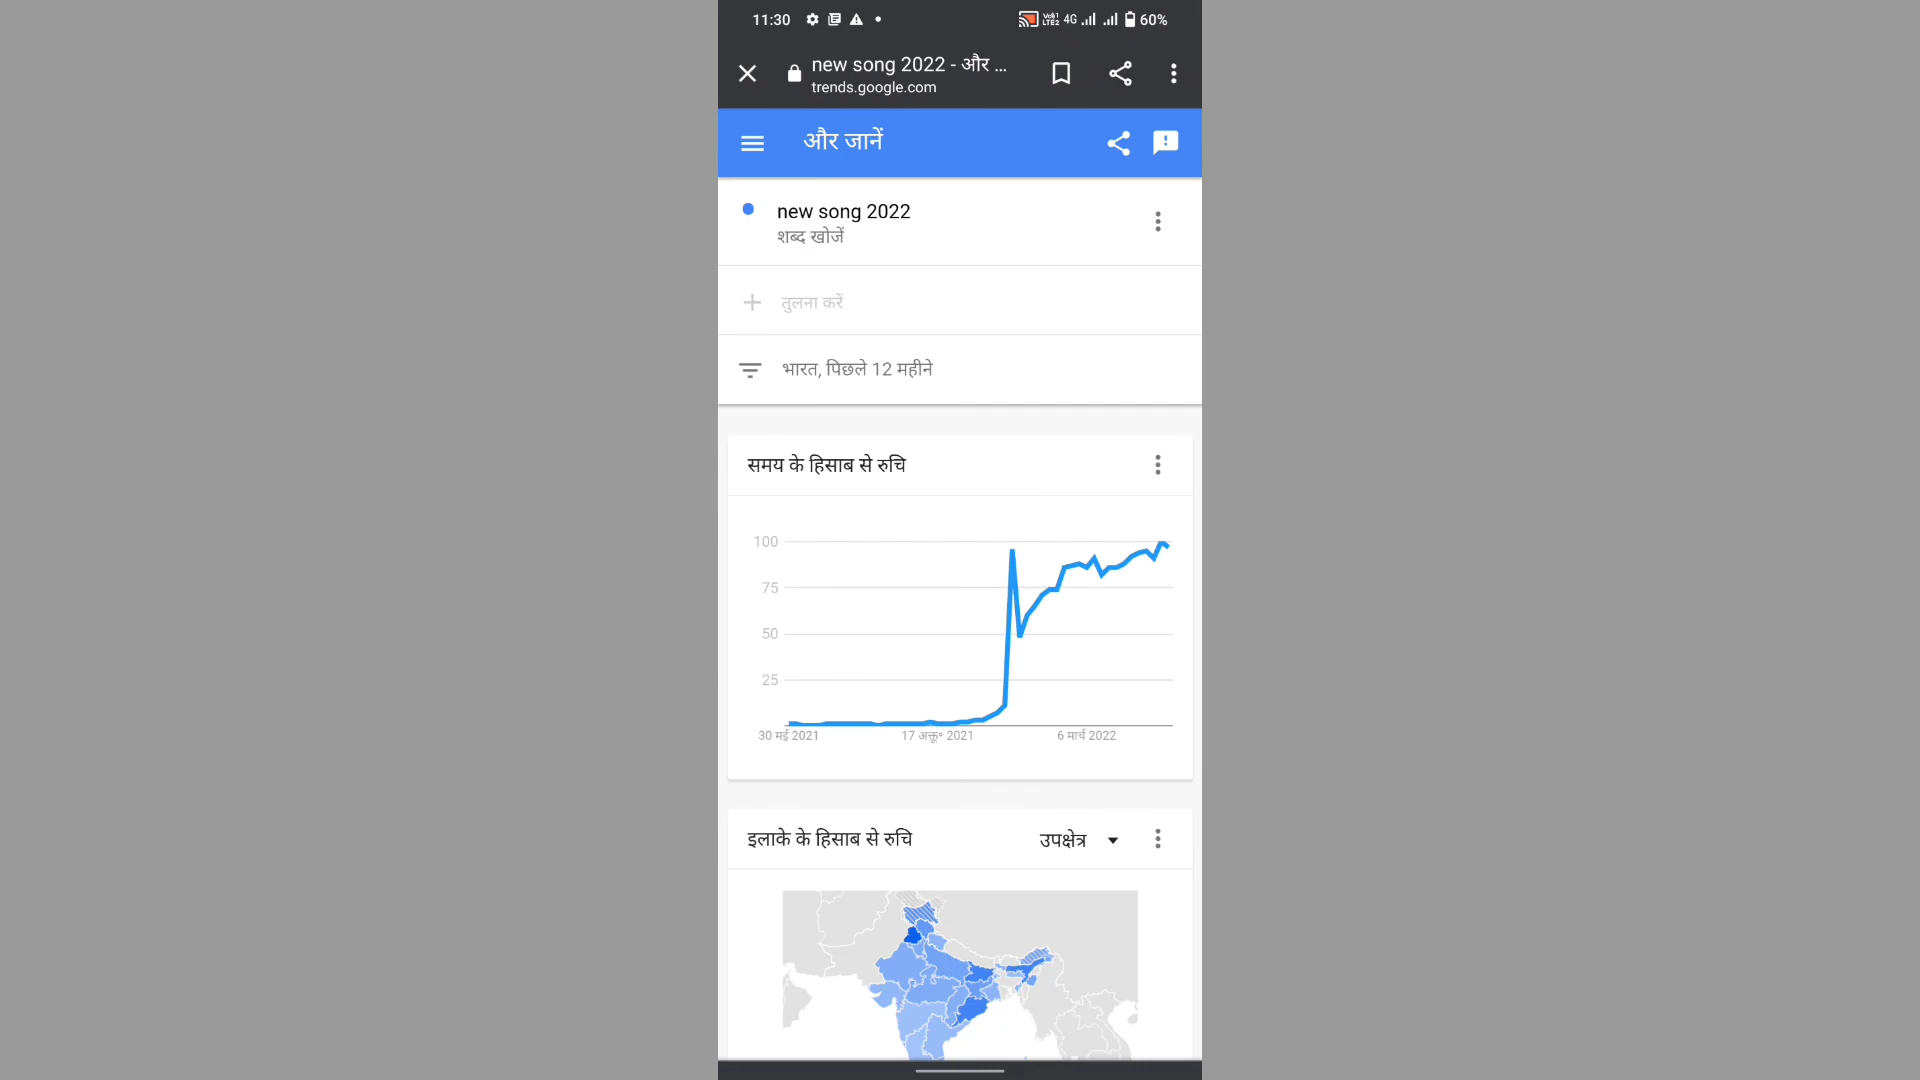 11:30
4G
60%
new song 2022 - और ...
trends.google.com
और जानें
new song 2022
शब्द खोजें
तुलना करें
भारत, पिछले 12 महीने
समय के हिसाब से रुचि
100
75
50
25
30 मई 2021
17 अक्तू॰ 2021
6 मार्च 2022
इलाके के हिसाब से रुचि
उपक्षेत्र